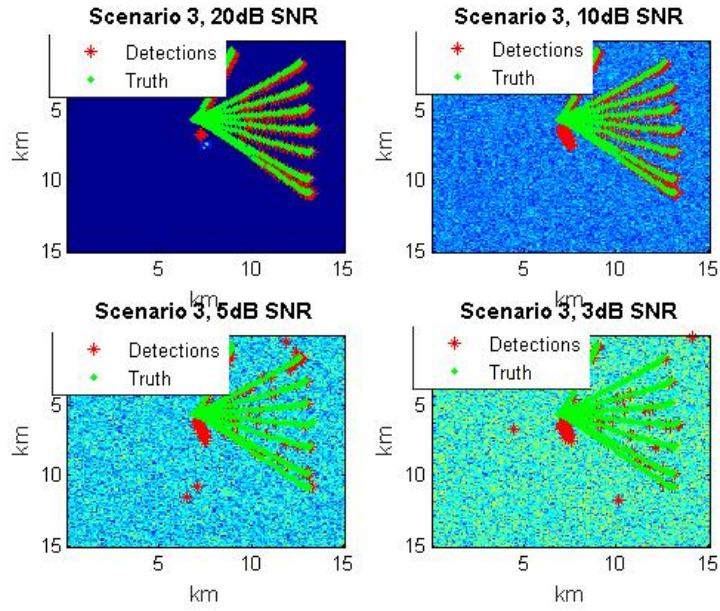 Scenario 3, 20dB SNR
Detections
Truth
km
5
10
15
5
10
15
km
Scenario 3, 10dB SNR
Detections
Truth
km
5
10
15
5
10
15
km
Scenario 3, 5dB SNR
Detections
Truth
km
5
10
15
5
10
15
km
Scenario 3, 3dB SNR
Detections
Truth
km
5
10
15
5
10
15
km